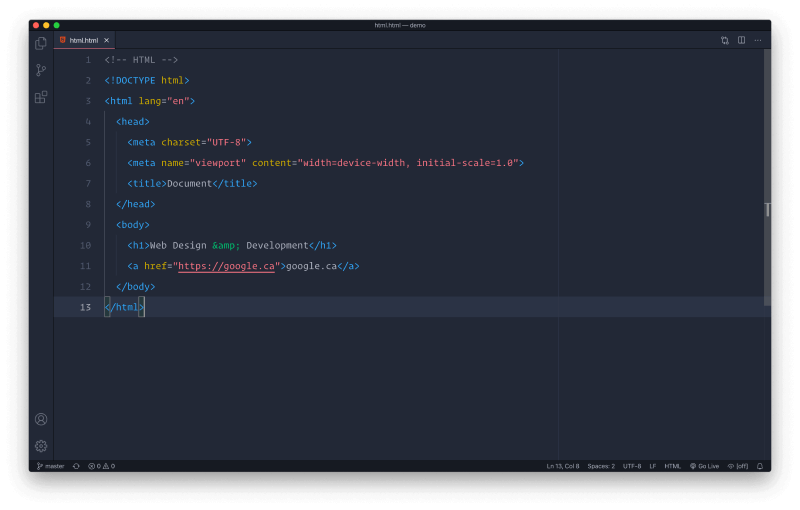 html.html — demo
html.html
1 <!-- HTML -->
2 <!DOCTYPE html>
3 <html lang="en">
4 <head>
5 <meta charset="UTF-8">
6 <meta name="viewport" content="width=device-width, initial-scale=1.0">
7 <title>Document</title>
8 </head>
9 <body>
10 <h1>Web Design &amp; Development</h1>
11 <a href="https://google.ca">google.ca</a>
12 </body>
13 </html>
master 0 0 Ln 13, Col 8 Spaces: 2 UTF-8 LF HTML Go Live [off]